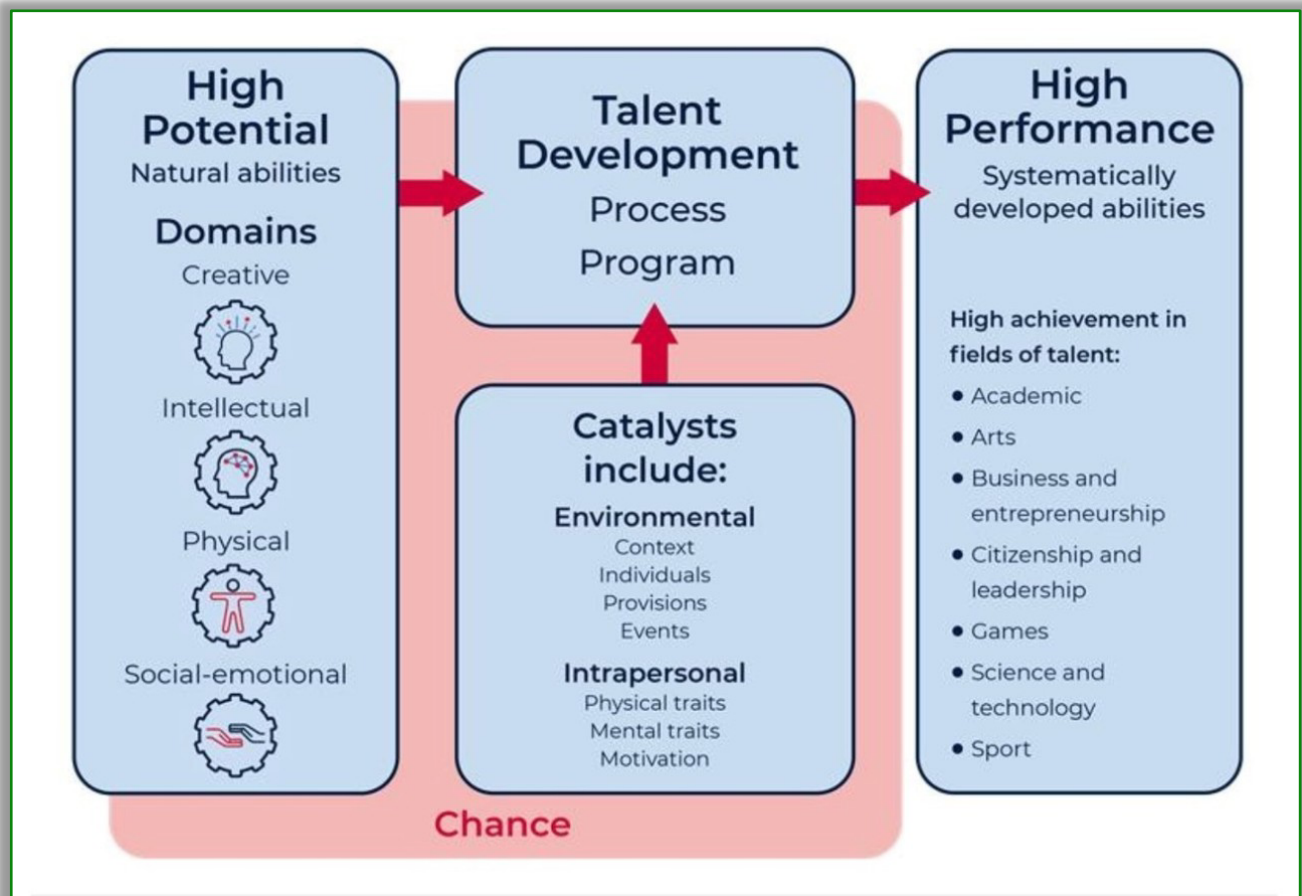 High
Potential
Natural abilities
Domains
Creative
Intellectual
Physical
Social-emotional
Talent
Development
Process
Program
Catalysts
include:
Environmental
Context
Individuals
Provisions
Events
Intrapersonal
Physical traits
Mental traits
Motivation
Chance
High
Performance
Systematically
developed abilities
High achievement in
fields of talent:
• Academic
• Arts
• Business and
entrepreneurship
• Citizenship and
leadership
• Games
• Science and
technology
• Sport